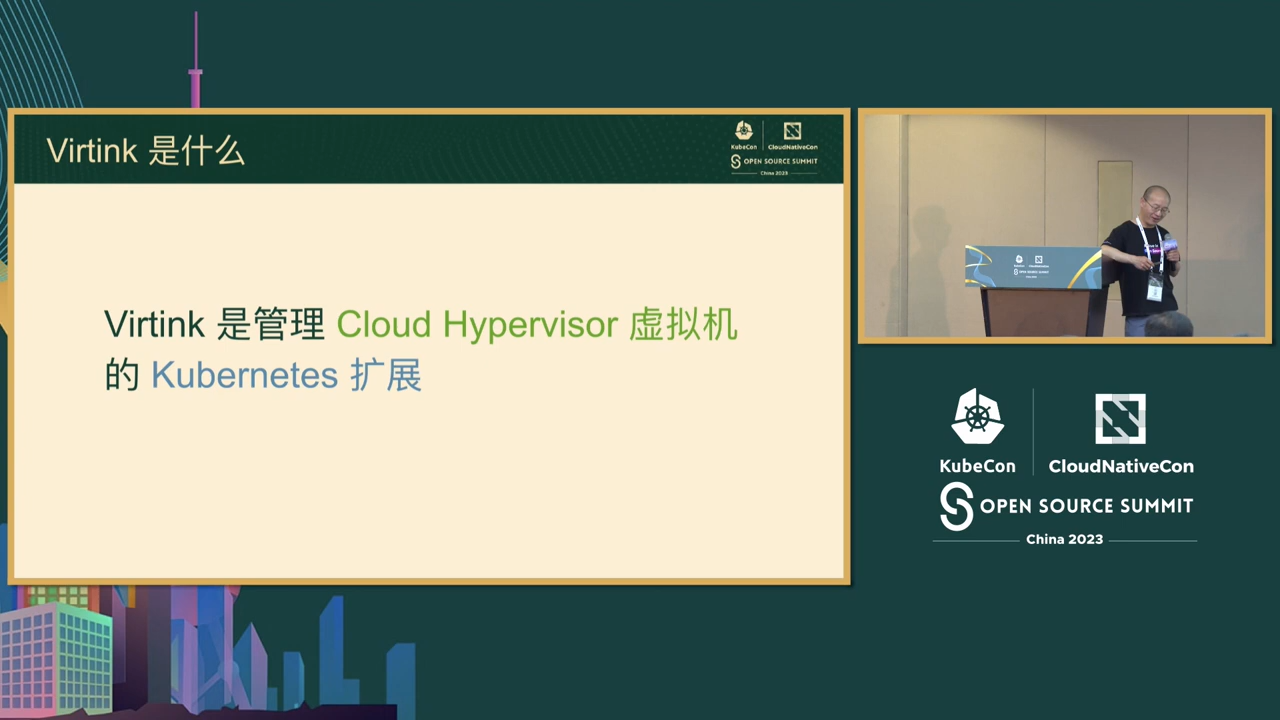 Virtink 是什么
KubeCon
CloudNativeCon
OPEN SOURCE SUMMIT
China 2023
Virtink 是管理 Cloud Hypervisor 虚拟机
的 Kubernetes 扩展
KubeCon
CloudNativeCon
OPEN SOURCE SUMMIT
China 2023